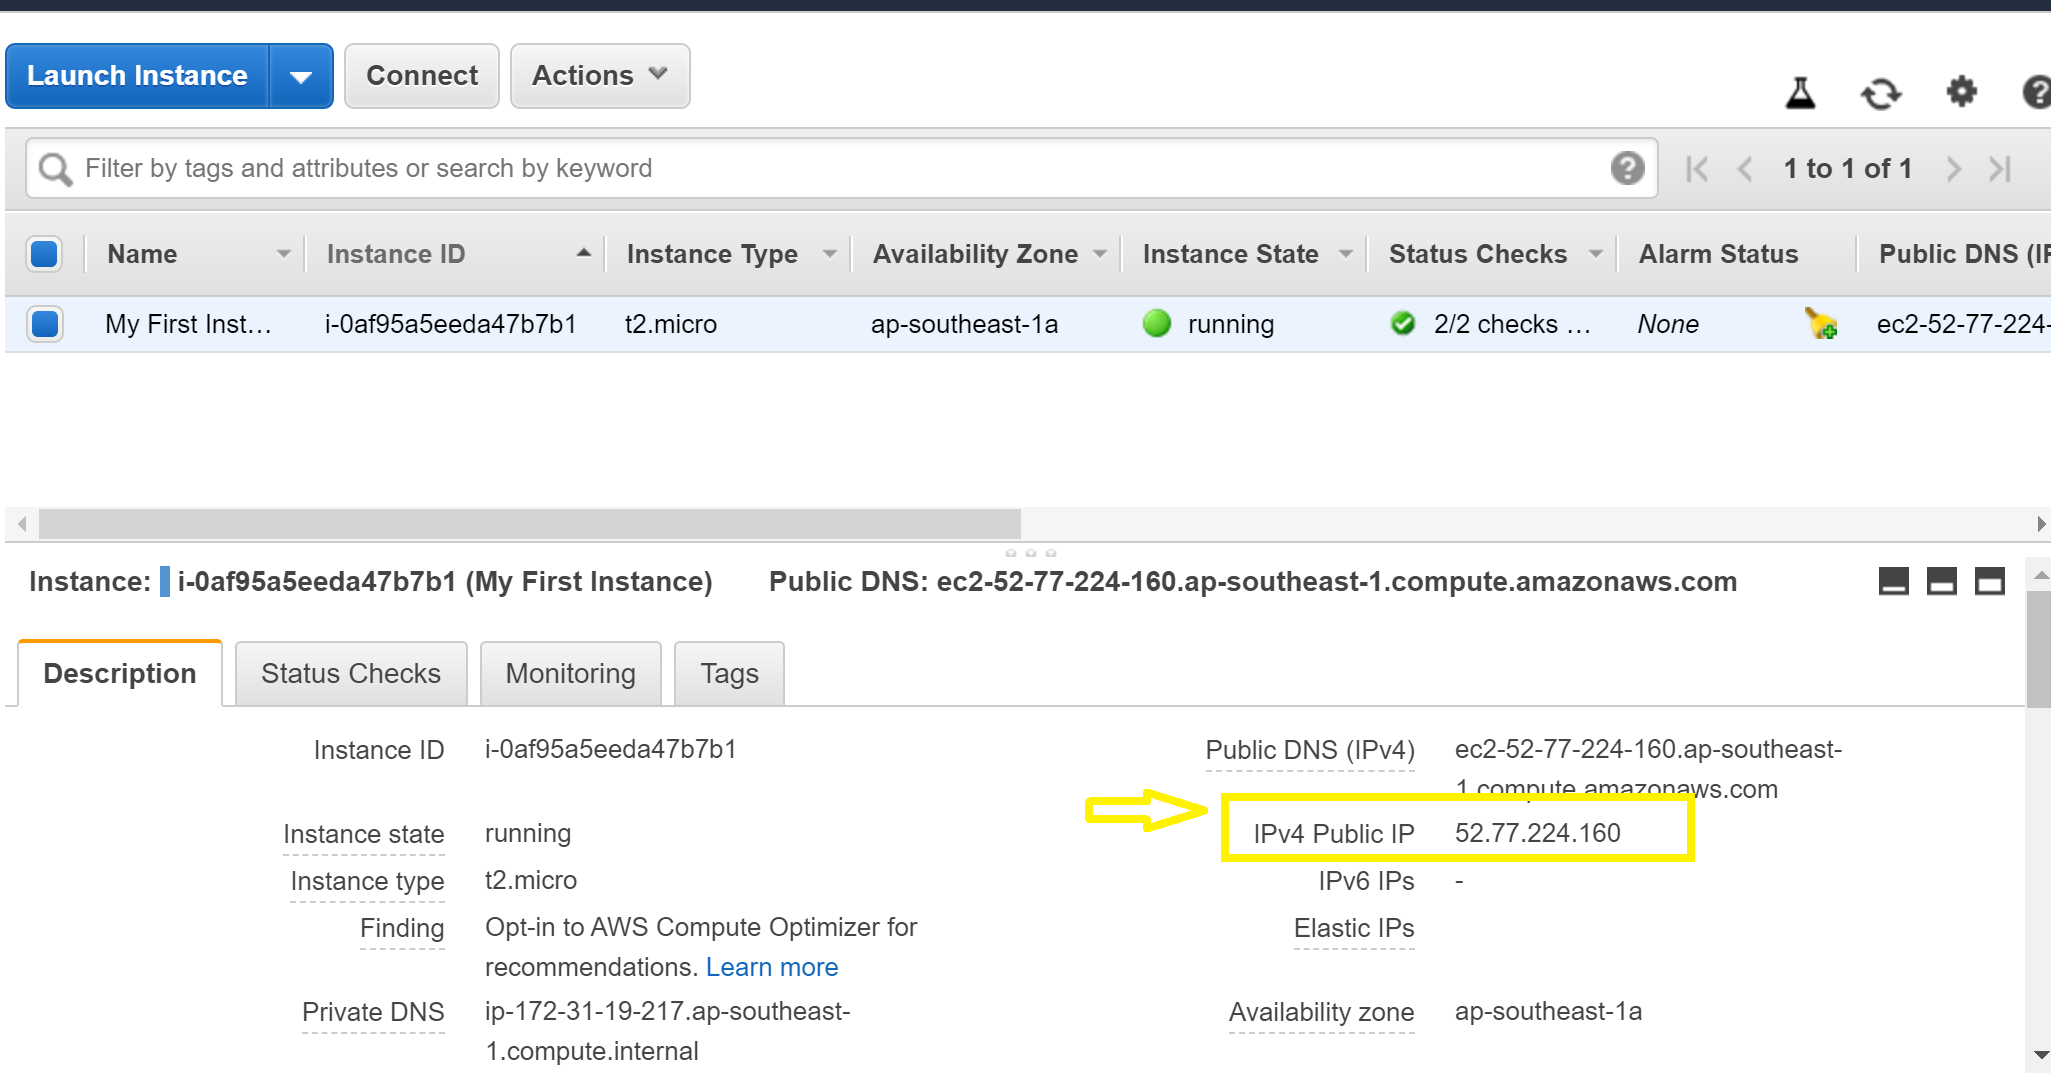 Launch Instance Connect Actions
Filter by tags and attributes or search by keyword 1 to 1 of 1
Name Instance ID Instance Type Availability Zone Instance State Status Checks Alarm Status Public DNS (IP
My First Inst… i-0af95a5eeda47b7b1 t2.micro ap-southeast-1a running 2/2 checks … None ec2-52-77-224-
Instance: i-0af95a5eeda47b7b1 (My First Instance) Public DNS: ec2-52-77-224-160.ap-southeast-1.compute.amazonaws.com
Description Status Checks Monitoring Tags
Instance ID i-0af95a5eeda47b7b1 Public DNS (IPv4) ec2-52-77-224-160.ap-southeast-
1.compute.amazonaws.com
Instance state running IPv4 Public IP 52.77.224.160
Instance type t2.micro IPv6 IPs -
Finding Opt-in to AWS Compute Optimizer for Elastic IPs
recommendations. Learn more
Private DNS ip-172-31-19-217.ap-southeast- Availability zone ap-southeast-1a
1.compute.internal